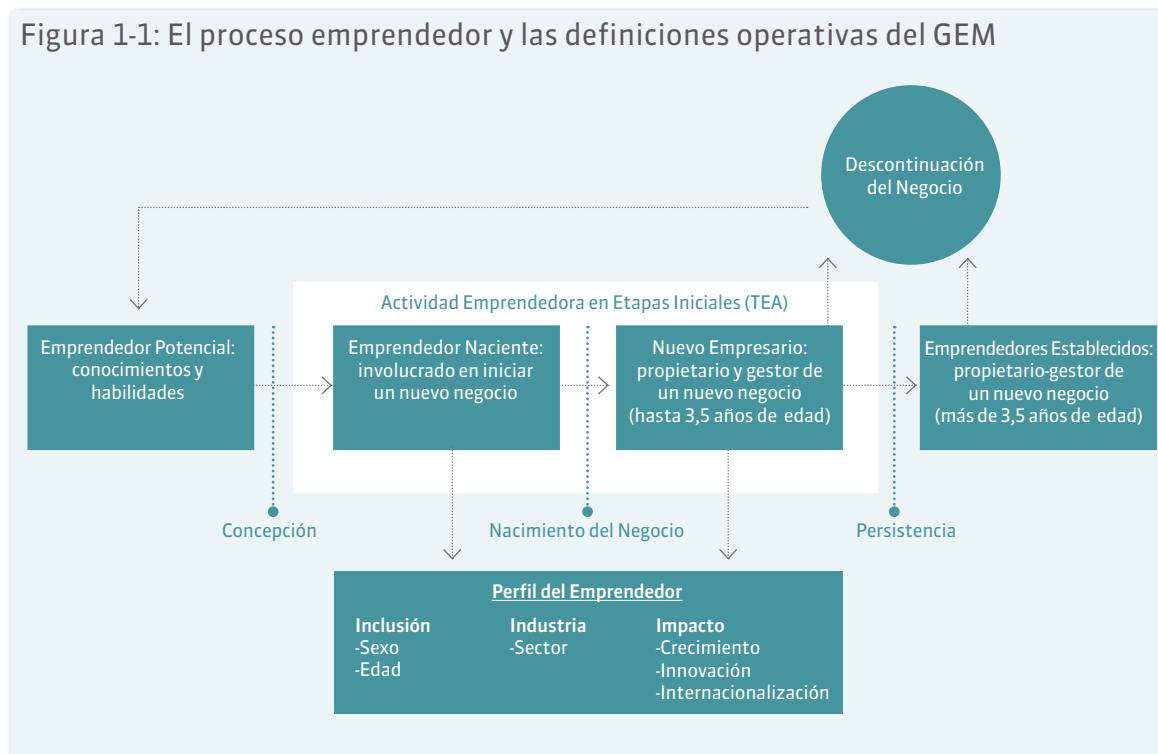 Figura 1-1: El proceso emprendedor y las definiciones operativas del GEM
Descontinuación
del Negocio
Actividad Emprendedora en Etapas Iniciales (TEA)
Emprendedor Potencial:
conocimientos y
habilidades
Emprendedor Naciente:
involucrado en iniciar
un nuevo negocio
Nuevo Empresario:
propietario y gestor de
un nuevo negocio
(hasta 3,5 años de edad)
Emprendedores Establecidos:
propietario-gestor de
un nuevo negocio
(más de 3,5 años de edad)
Concepción
Nacimiento del Negocio
Persistencia
Perfil del Emprendedor
Inclusión
-Sexo
-Edad
Industria
-Sector
Impacto
-Crecimiento
-Innovación
-Internacionalización